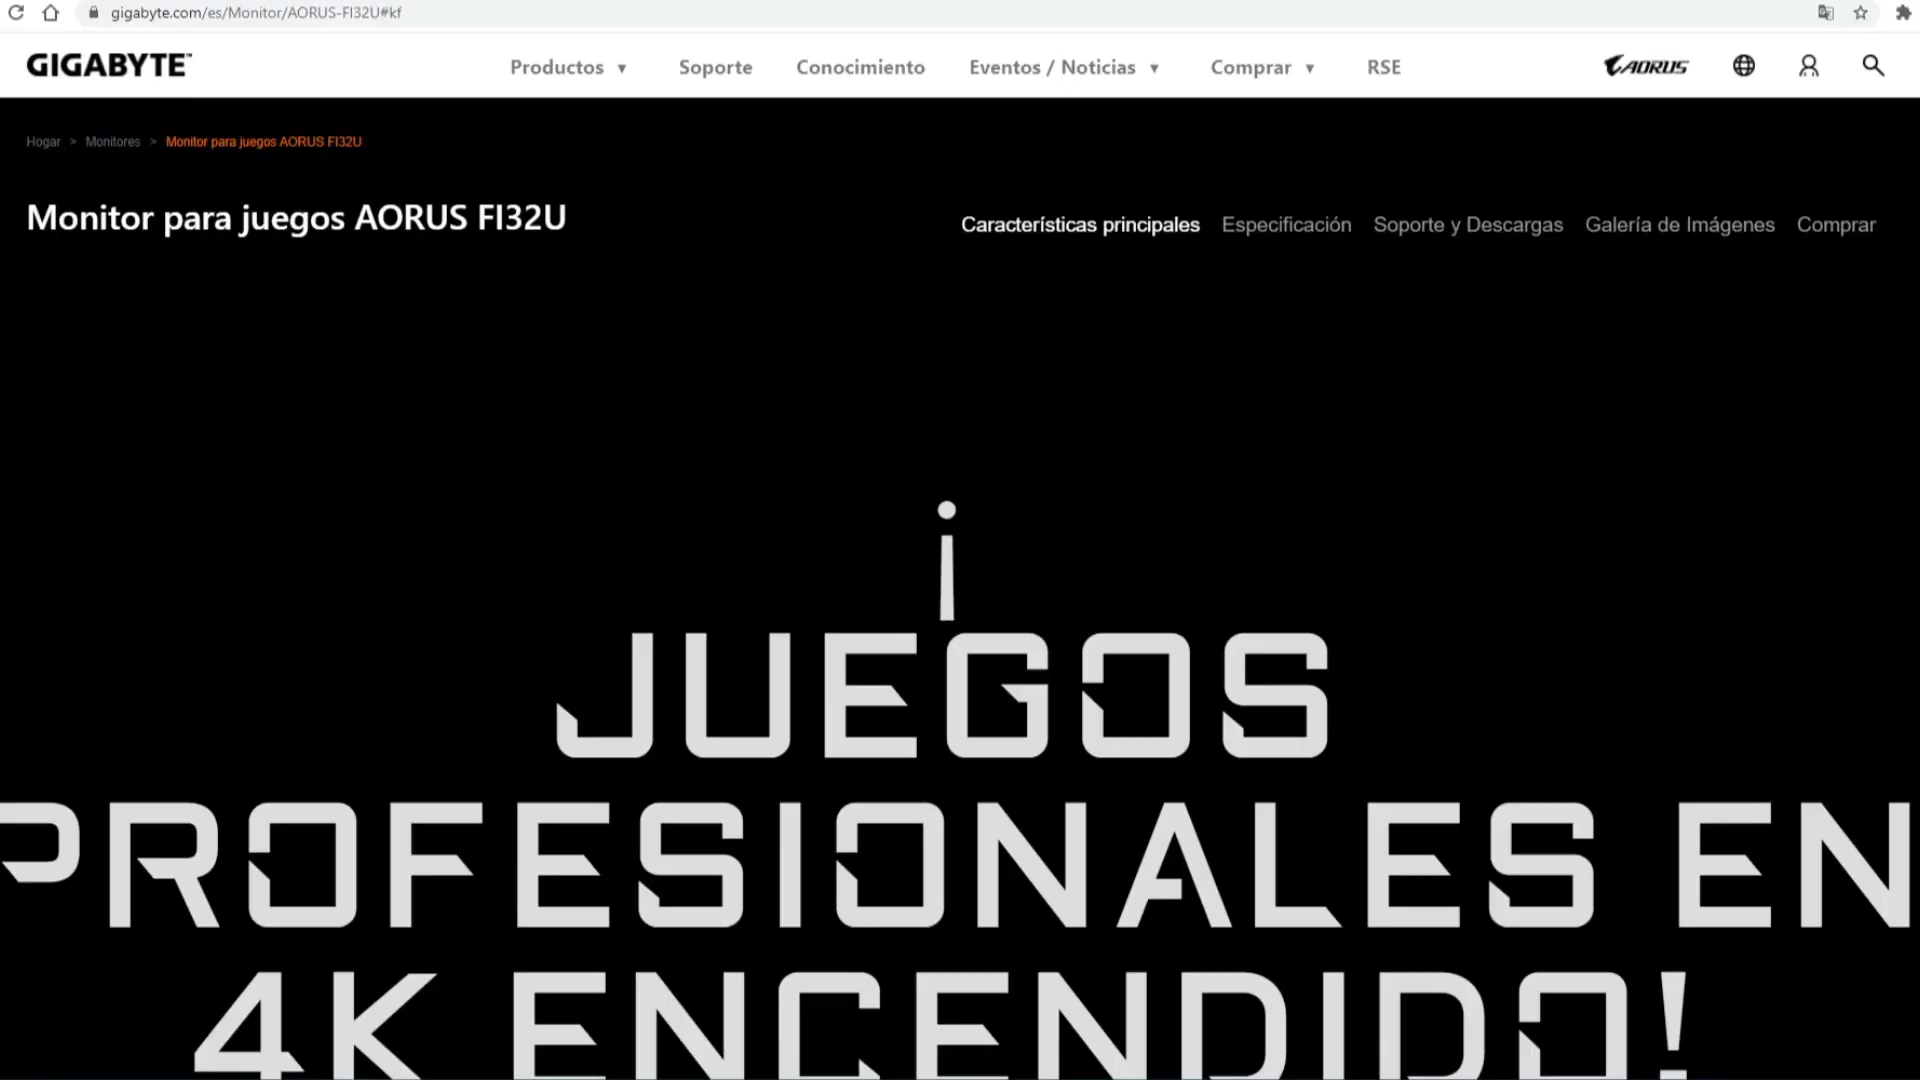 gigabyte.com/es/Monitor/AORUS-FI32U#kf
GIGABYTE™
Productos ▼ Soporte Conocimiento Eventos / Noticias ▼ Comprar ▼ RSE
AORUS
Hogar > Monitores > Monitor para juegos AORUS FI32U
Monitor para juegos AORUS FI32U
Características principales Especificación Soporte y Descargas Galería de Imágenes Comprar
¡
JUEGOS
PROFESIONALES EN
4K ENCENDIDO!